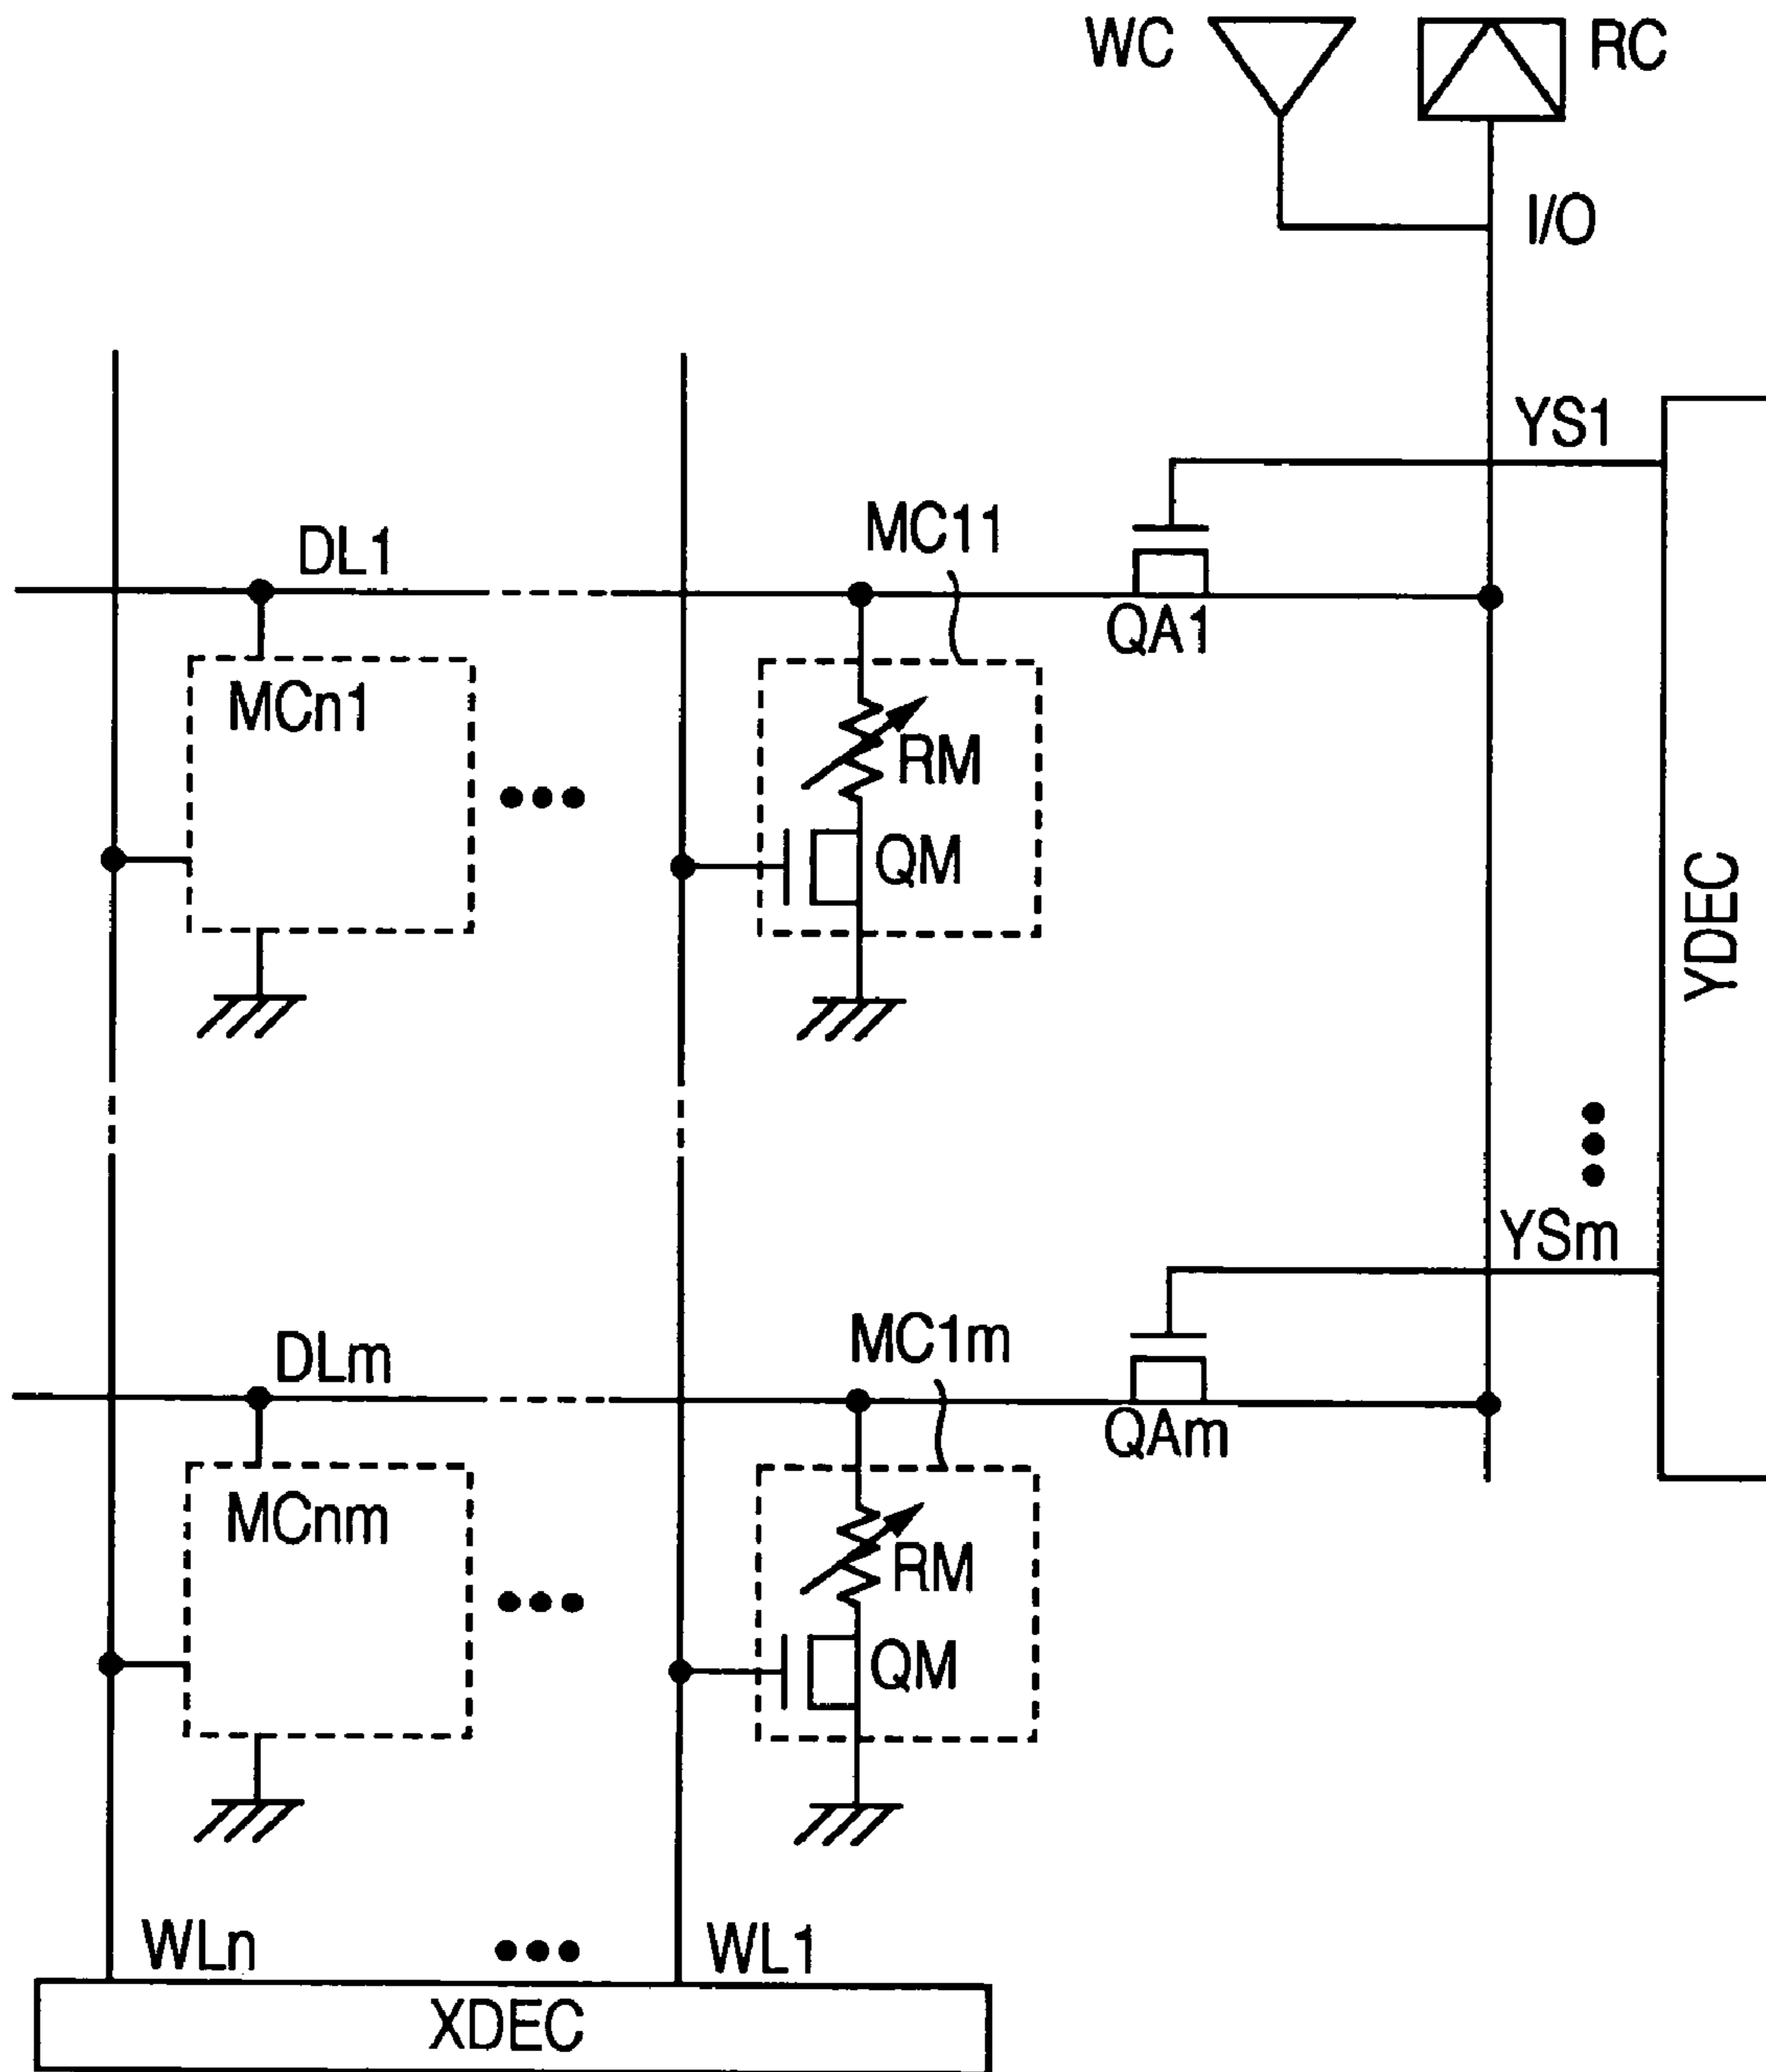 WC
RC
I/O
YS1
DL1
MC11
QA1
MCn1
RM
QM
YDEC
YSm
DLm
MC1m
QAm
MCnm
RM
QM
WLn
WL1
XDEC